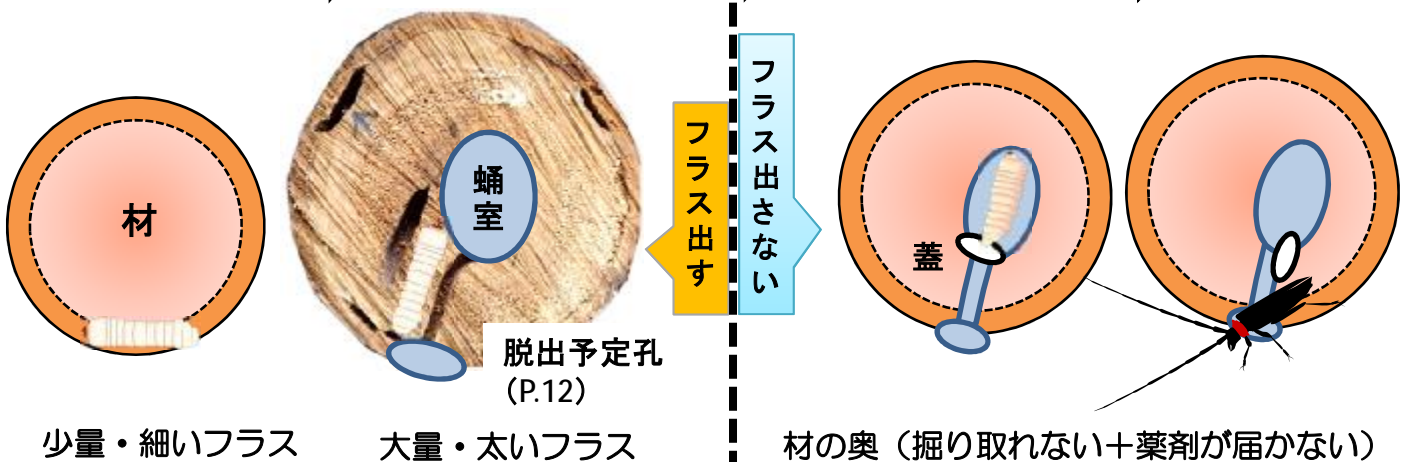 材
蛹
室
脱出予定孔
(P.12)
フラス出す
フラス出さない
蓋
少量・細いフラス
大量・太いフラス
材の奥（掘り取れない＋薬剤が届かない）